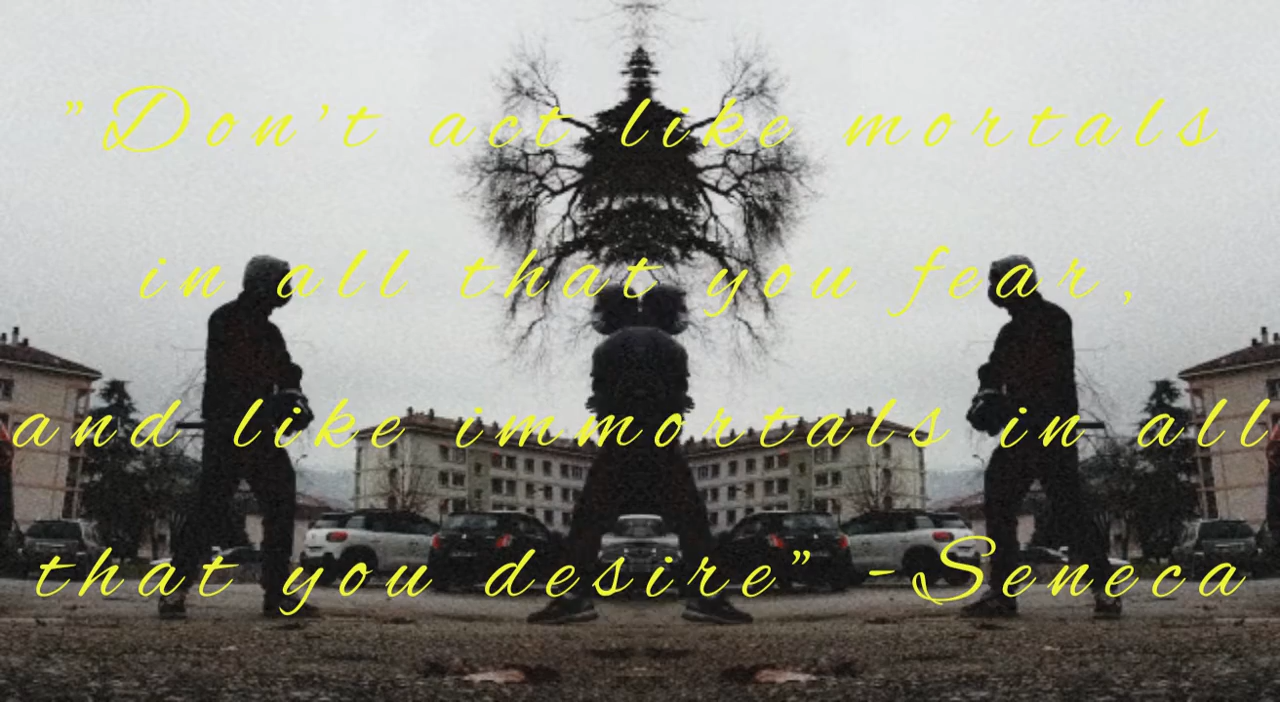 "Don't act like mortals
in all that you fear,
and like immortals in all
that you desire" -Seneca